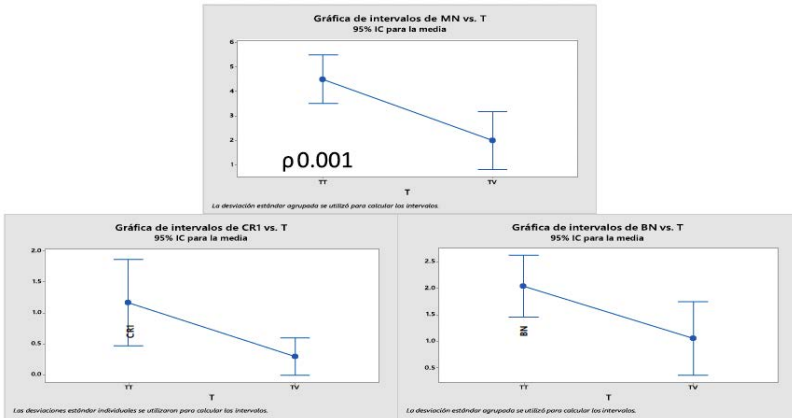 Gráfica de intervalos de MN vs. T
95% IC para la media
6
5
4
3
2
1
ρ 0.001
TT TV
T
La desviación estándar agrupada se utilizó para calcular los intervalos.
Gráfica de intervalos de CR1 vs. T
95% IC para la media
2.0
1.5
1.0
0.5
0.0
CR1
TT TV
T
Las desviaciones estándar individuales se utilizaron para calcular los intervalos.
Gráfica de intervalos de BN vs. T
95% IC para la media
2.5
2.0
1.5
1.0
0.5
BN
TT TV
T
La desviación estándar agrupada se utilizó para calcular los intervalos.